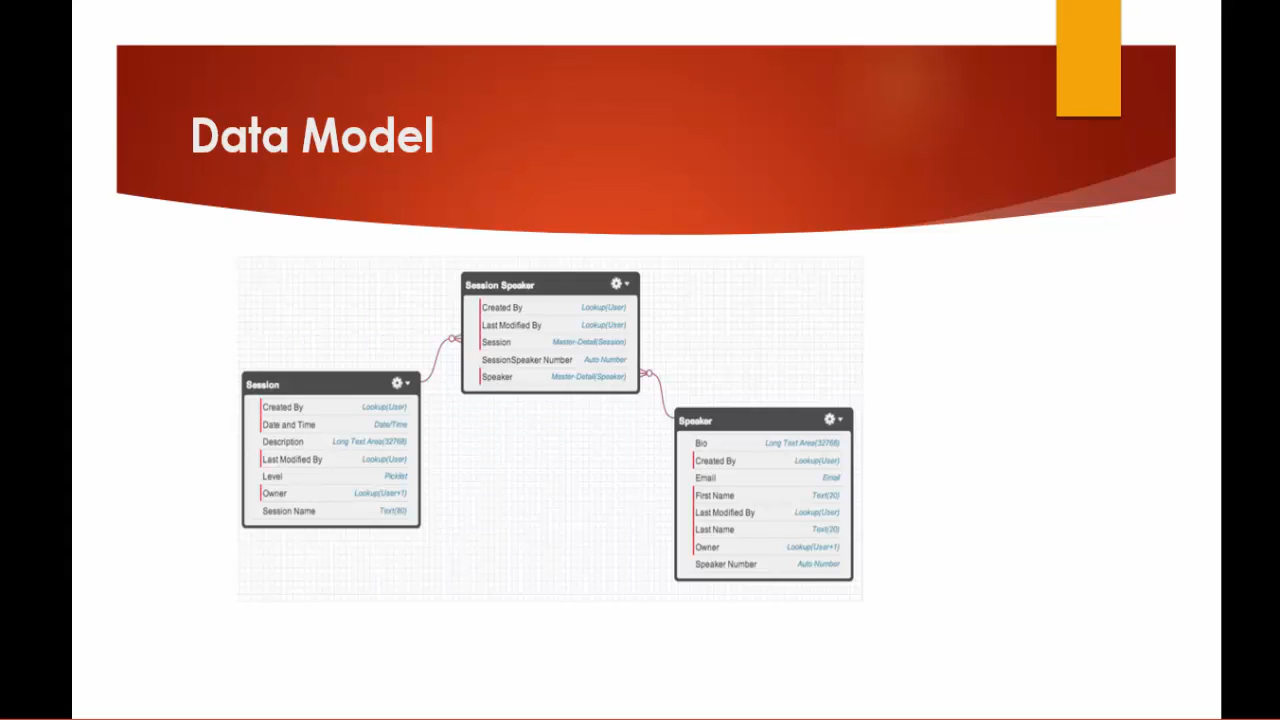 Data Model
Session Speaker
Created By Lookup(User)
Last Modified By Lookup(User)
Session Master-Detail(Session)
SessionSpeaker Number Auto Number
Speaker Master-Detail(Speaker)
Session
Created By Lookup(User)
Date and Time Date/Time
Description Long Text Area(32768)
Last Modified By Lookup(User)
Level Picklist
Owner Lookup(User+1)
Session Name Text(80)
Speaker
Bio Long Text Area(32768)
Created By Lookup(User)
Email Email
First Name Text(20)
Last Modified By Lookup(User)
Last Name Text(20)
Owner Lookup(User+1)
Speaker Number Auto Number